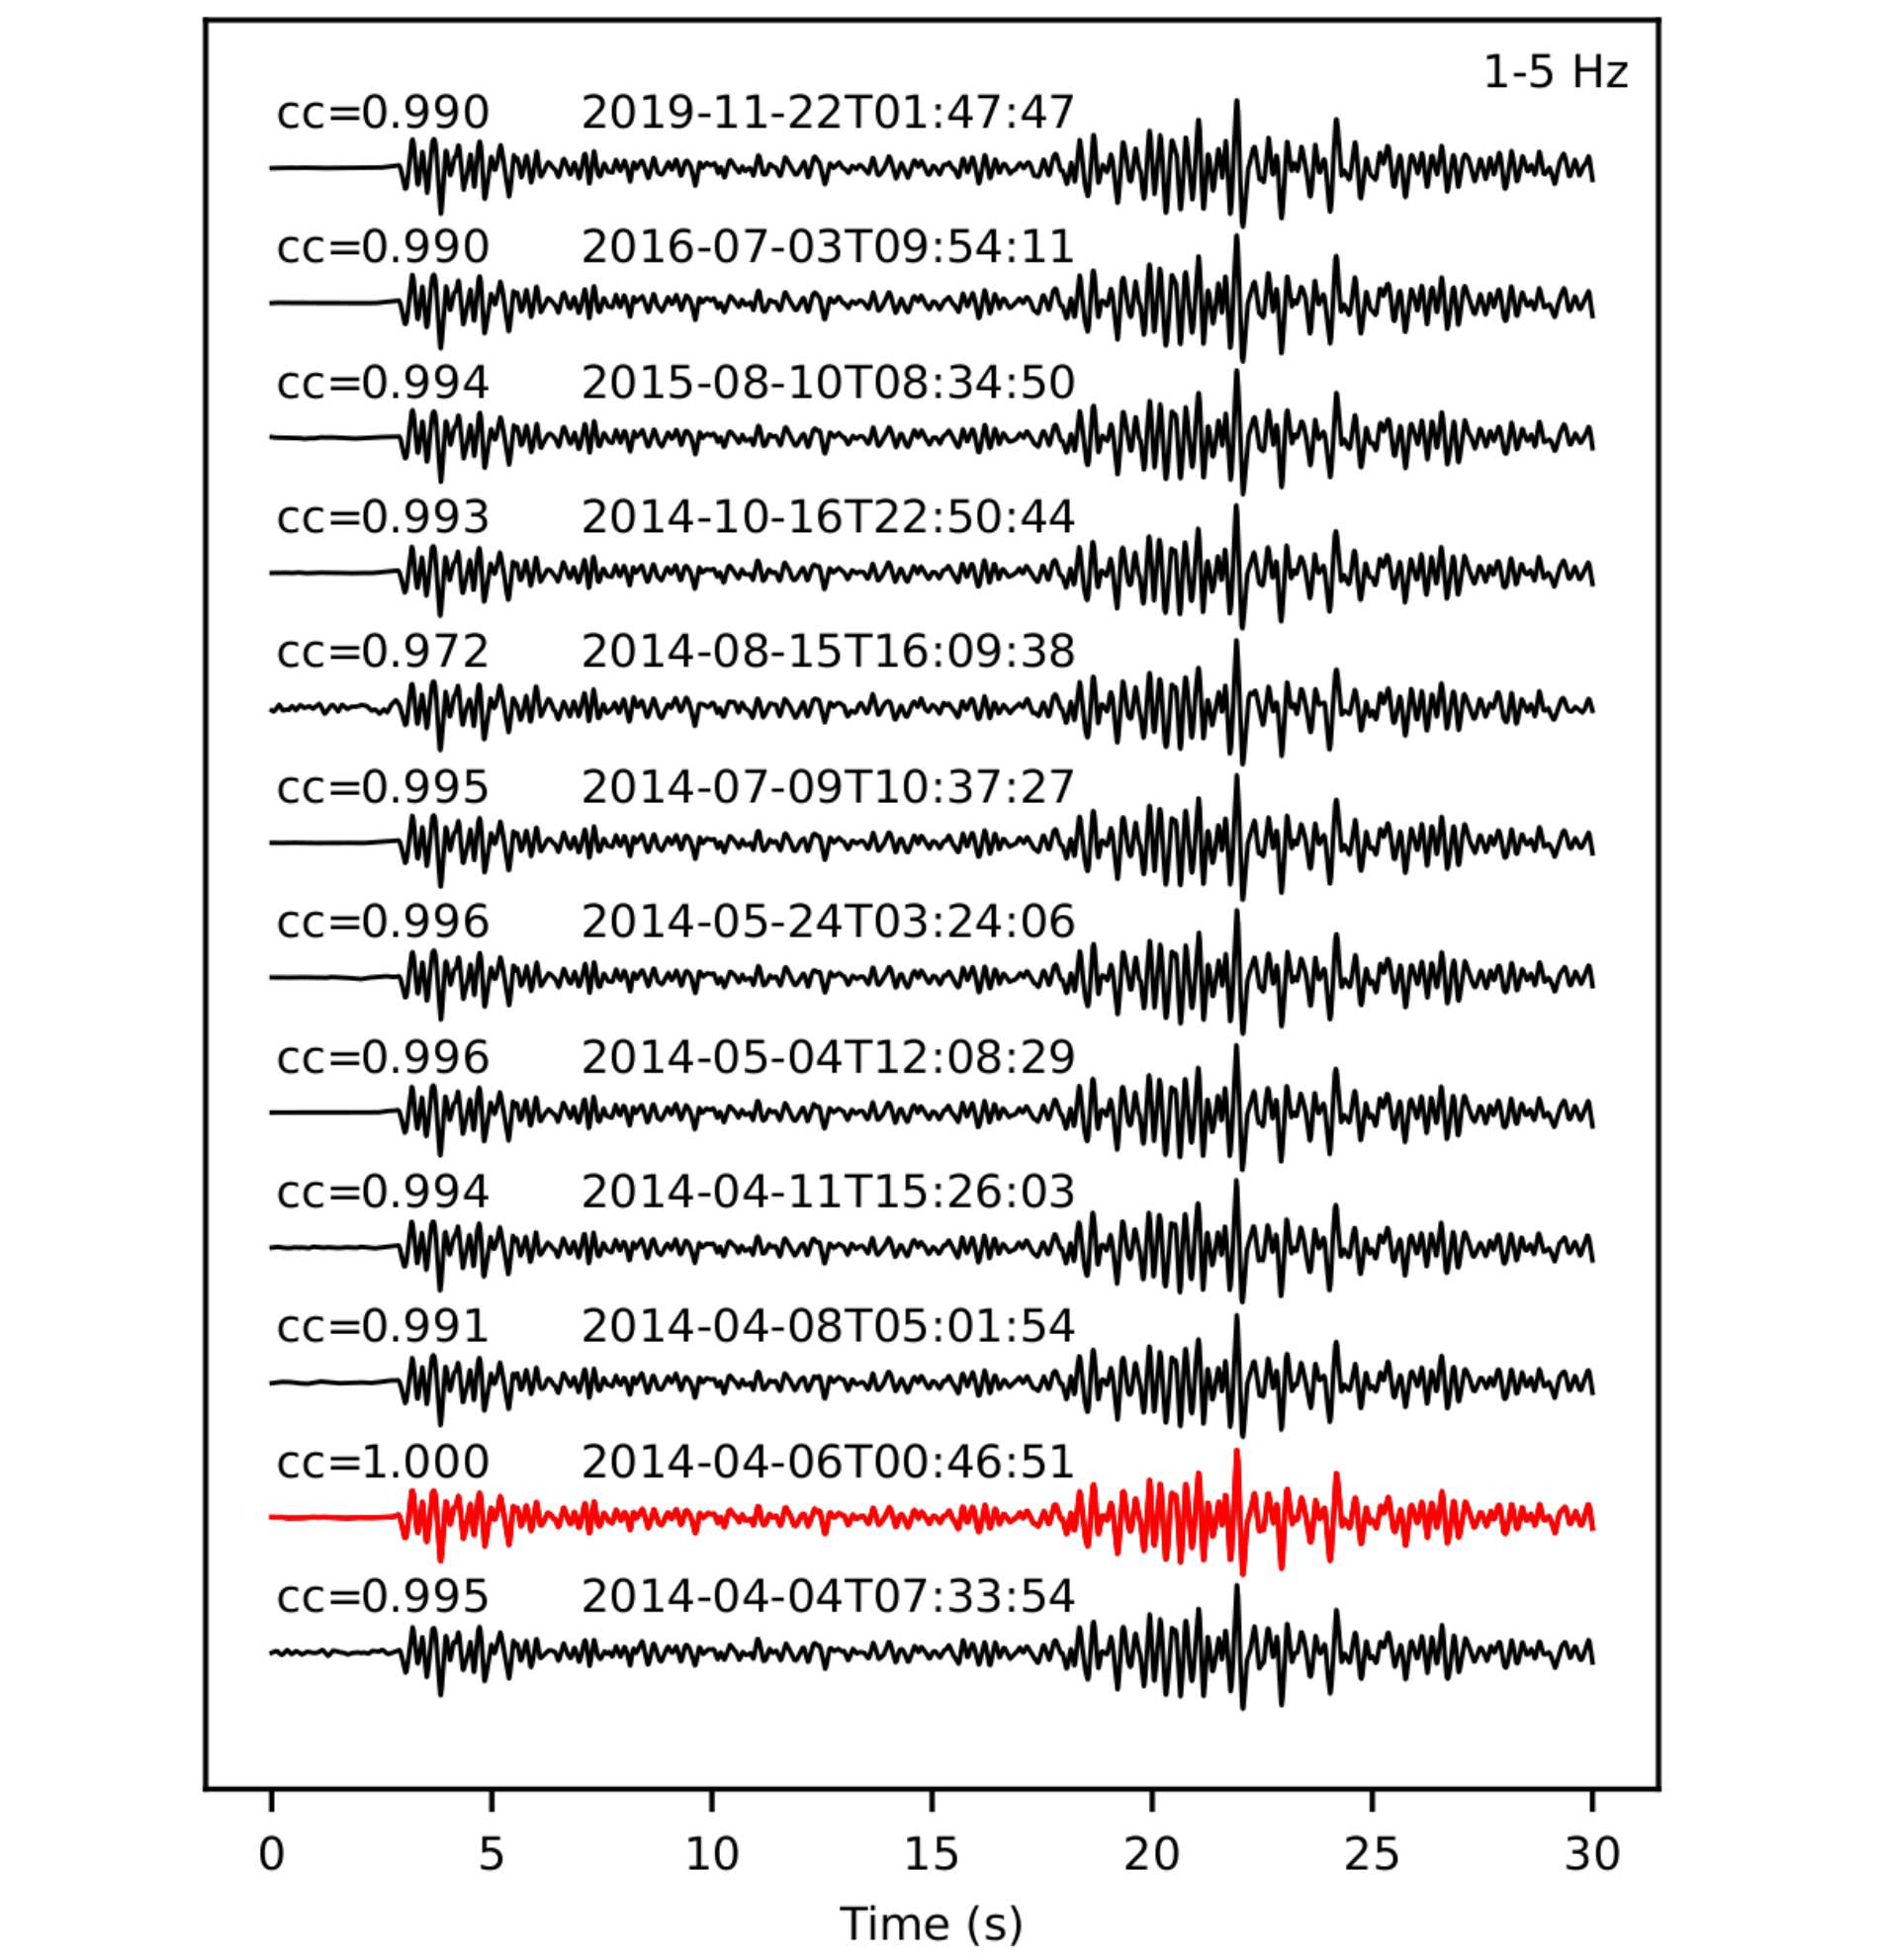 1-5 Hz
cc=0.990 2019-11-22T01:47:47
cc=0.990 2016-07-03T09:54:11
cc=0.994 2015-08-10T08:34:50
cc=0.993 2014-10-16T22:50:44
cc=0.972 2014-08-15T16:09:38
cc=0.995 2014-07-09T10:37:27
cc=0.996 2014-05-24T03:24:06
cc=0.996 2014-05-04T12:08:29
cc=0.994 2014-04-11T15:26:03
cc=0.991 2014-04-08T05:01:54
cc=1.000 2014-04-06T00:46:51
cc=0.995 2014-04-04T07:33:54
0 5 10 15 20 25 30
Time (s)